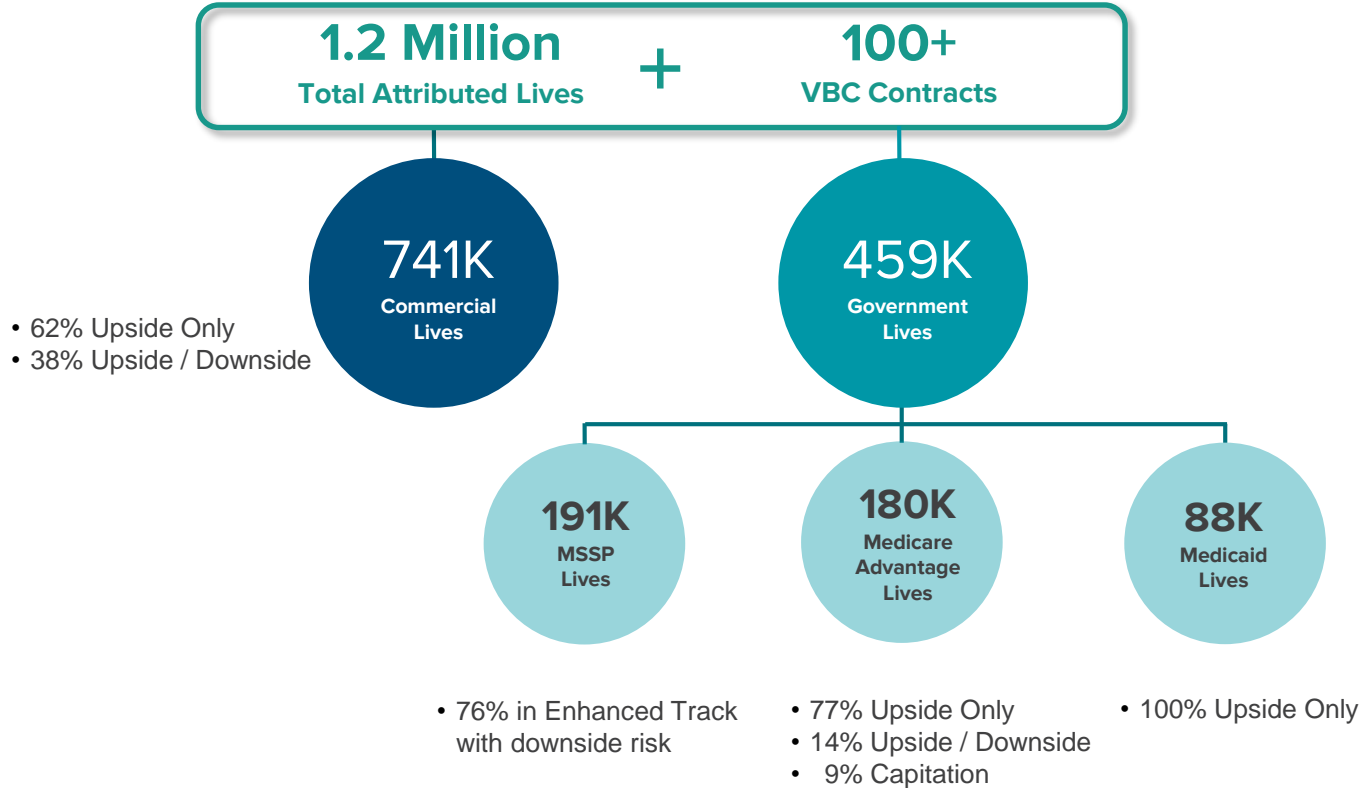 1.2 Million
Total Attributed Lives
+
100+
VBC Contracts
741K
Commercial
Lives
• 62% Upside Only
• 38% Upside / Downside
459K
Government
Lives
191K
MSSP
Lives
• 76% in Enhanced Track
with downside risk
180K
Medicare
Advantage
Lives
• 77% Upside Only
• 14% Upside / Downside
• 9% Capitation
88K
Medicaid
Lives
• 100% Upside Only